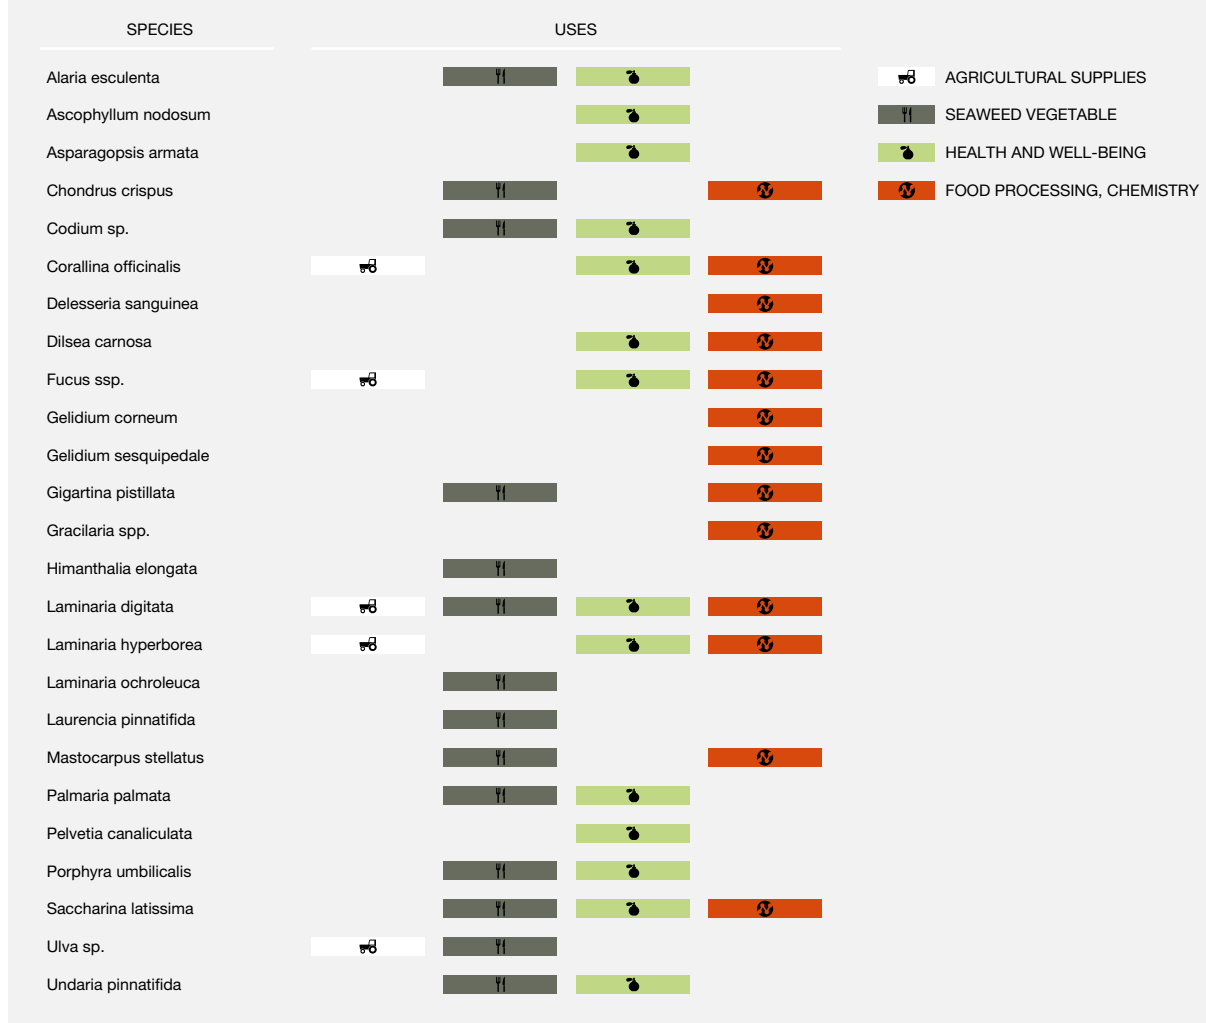 SPECIES USES
Alaria esculenta AGRICULTURAL SUPPLIES
Ascophyllum nodosum SEAWEED VEGETABLE
Asparagopsis armata HEALTH AND WELL-BEING
Chondrus crispus FOOD PROCESSING, CHEMISTRY
Codium sp.
Corallina officinalis
Delesseria sanguinea
Dilsea carnosa
Fucus ssp.
Gelidium corneum
Gelidium sesquipedale
Gigartina pistillata
Gracilaria spp.
Himanthalia elongata
Laminaria digitata
Laminaria hyperborea
Laminaria ochroleuca
Laurencia pinnatifida
Mastocarpus stellatus
Palmaria palmata
Pelvetia canaliculata
Porphyra umbilicalis
Saccharina latissima
Ulva sp.
Undaria pinnatifida